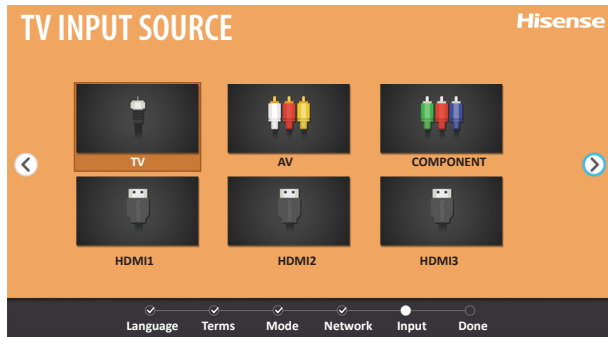 TV INPUT SOURCE
Hisense
TV
AV
COMPONENT
HDMI1
HDMI2
HDMI3
Language
Terms
Mode
Network
Input
Done